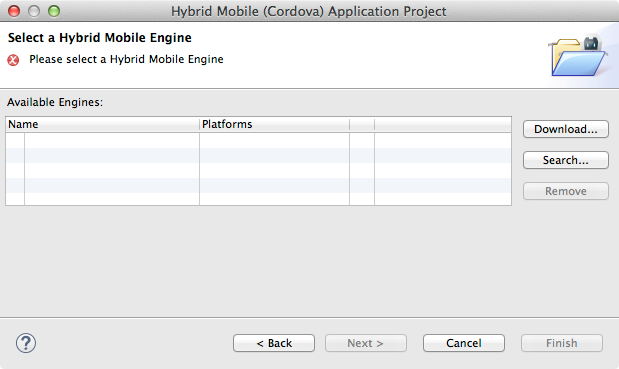 Hybrid Mobile (Cordova) Application Project
Select a Hybrid Mobile Engine
Please select a Hybrid Mobile Engine
Available Engines:
Name Platforms
Download...
Search...
Remove
? < Back Next > Cancel Finish